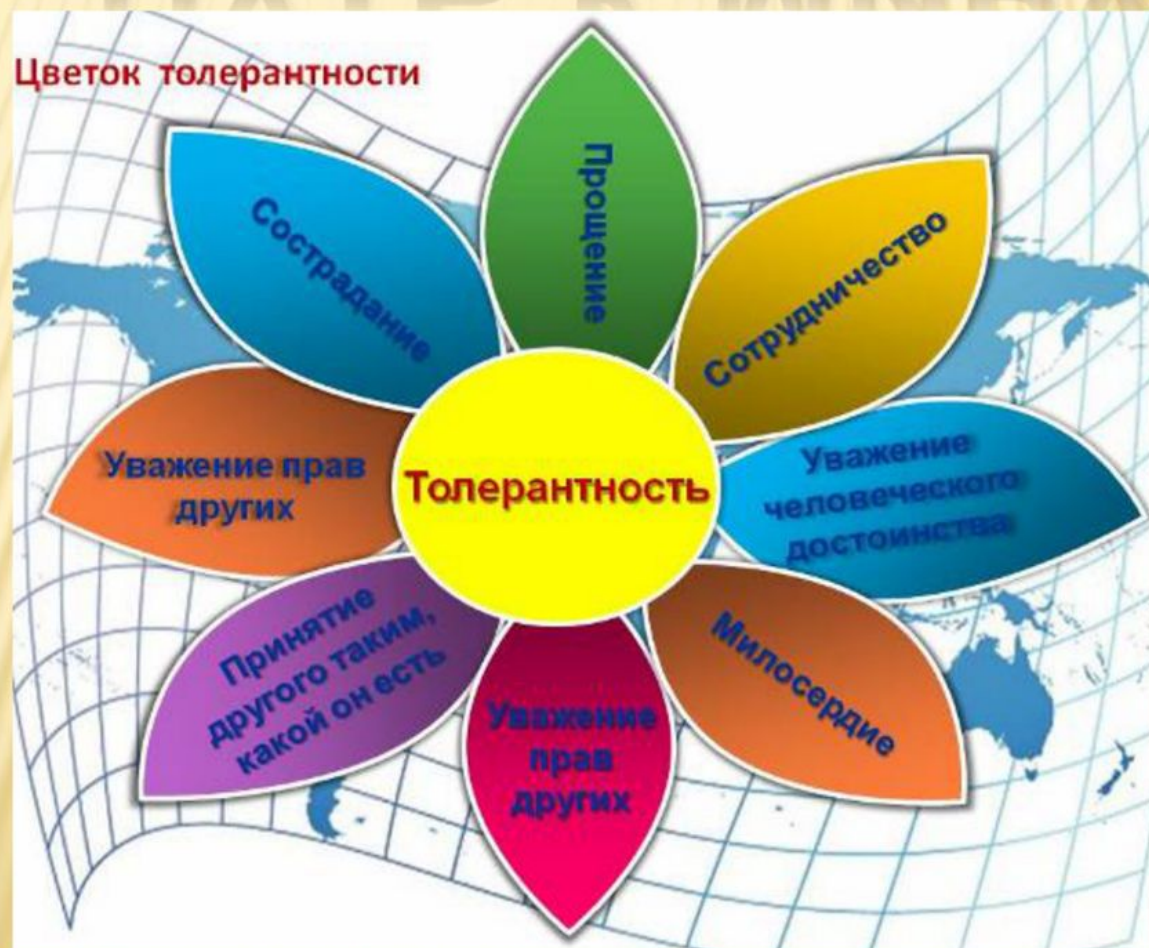 Цветок толерантности
Прощение
Сотрудничество
Уважение
человеческого
достоинства
Милосердие
Уважение
прав
других
Принятие
другого таким,
какой он есть
Уважение прав
других
Сострадание
Толерантность